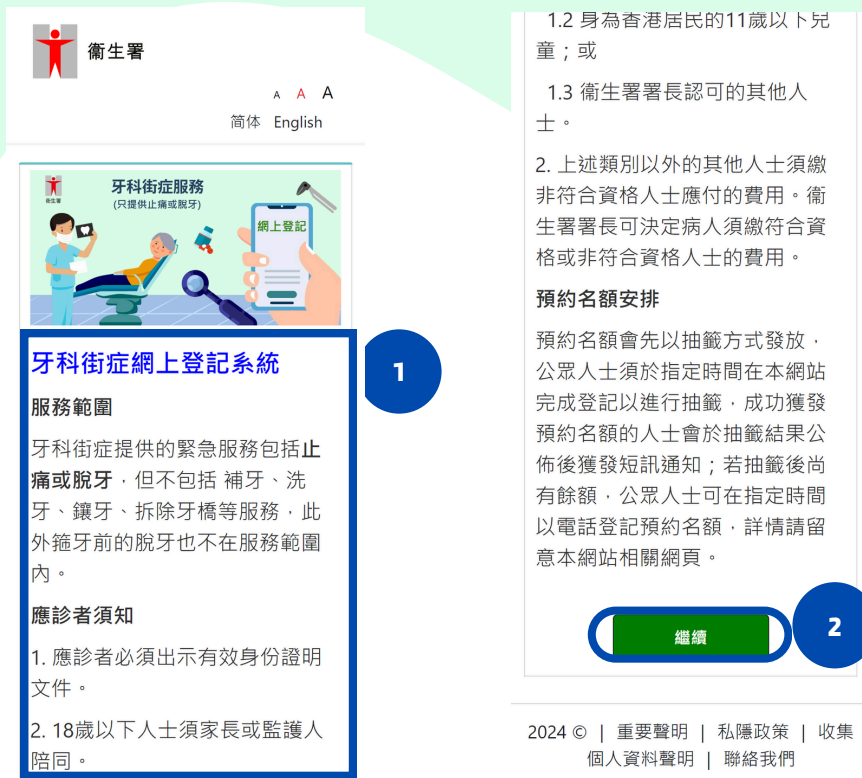 衞生署
A A A
简体 English
衞生署
牙科街症服務
(只提供止痛或脫牙)
網上登記
牙科街症網上登記系統
服務範圍
牙科街症提供的緊急服務包括止
痛或脫牙，但不包括 補牙、洗
牙、鑲牙、拆除牙橋等服務，此
外箍牙前的脫牙也不在服務範圍
內。
應診者須知
1. 應診者必須出示有效身份證明
文件。
2. 18歲以下人士須家長或監護人
陪同。
1
1.2 身為香港居民的11歲以下兒
童；或
1.3 衞生署署長認可的其他人
士。
2. 上述類別以外的其他人士須繳
非符合資格人士應付的費用。衞
生署署長可決定病人須繳符合資
格或非符合資格人士的費用。
預約名額安排
預約名額會先以抽籤方式發放，
公眾人士須於指定時間在本網站
完成登記以進行抽籤，成功獲發
預約名額的人士會於抽籤結果公
佈後獲發短訊通知；若抽籤後尚
有餘額，公眾人士可在指定時間
以電話登記預約名額，詳情請留
意本網站相關網頁。
繼續
2
2024 © | 重要聲明 | 私隱政策 | 收集
個人資料聲明 | 聯絡我們